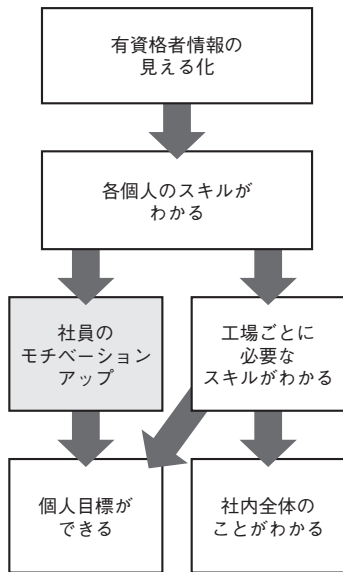 有資格者情報の
見える化
各個人のスキルが
わかる
社員の
モチベーション
アップ
工場ごとに
必要な
スキルがわかる
個人目標が
できる
社内全体の
ことがわかる